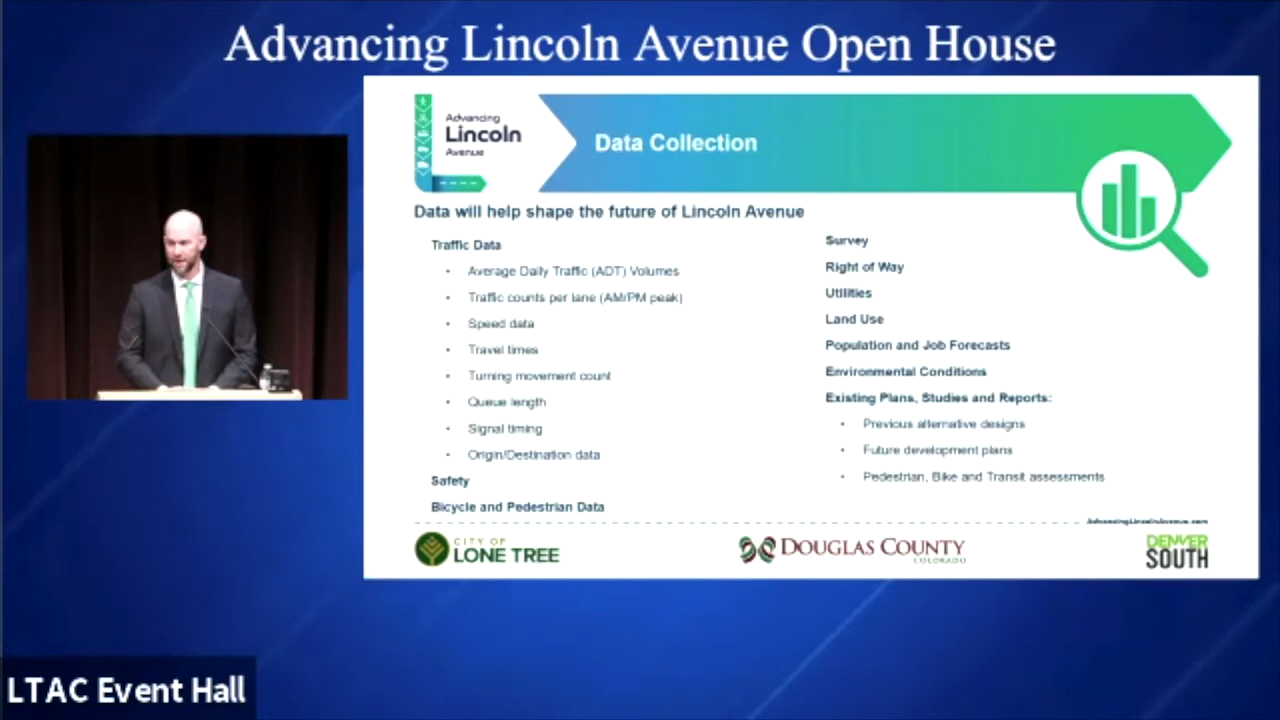 Advancing Lincoln Avenue Open House
Advancing
Lincoln
Avenue
Data Collection
Data will help shape the future of Lincoln Avenue
Traffic Data
• Average Daily Traffic (ADT) Volumes
• Traffic counts per lane (AM/PM peak)
• Speed data
• Travel times
• Turning movement count
• Queue length
• Signal timing
• Origin/Destination data
Safety
Bicycle and Pedestrian Data
Survey
Right of Way
Utilities
Land Use
Population and Job Forecasts
Environmental Conditions
Existing Plans, Studies and Reports:
• Previous alternative designs
• Future development plans
• Pedestrian, Bike and Transit assessments
AdvancingLincolnAvenue.com
CITY OF
LONE TREE
DOUGLAS COUNTY
COLORADO
DENVER
SOUTH
LTAC Event Hall